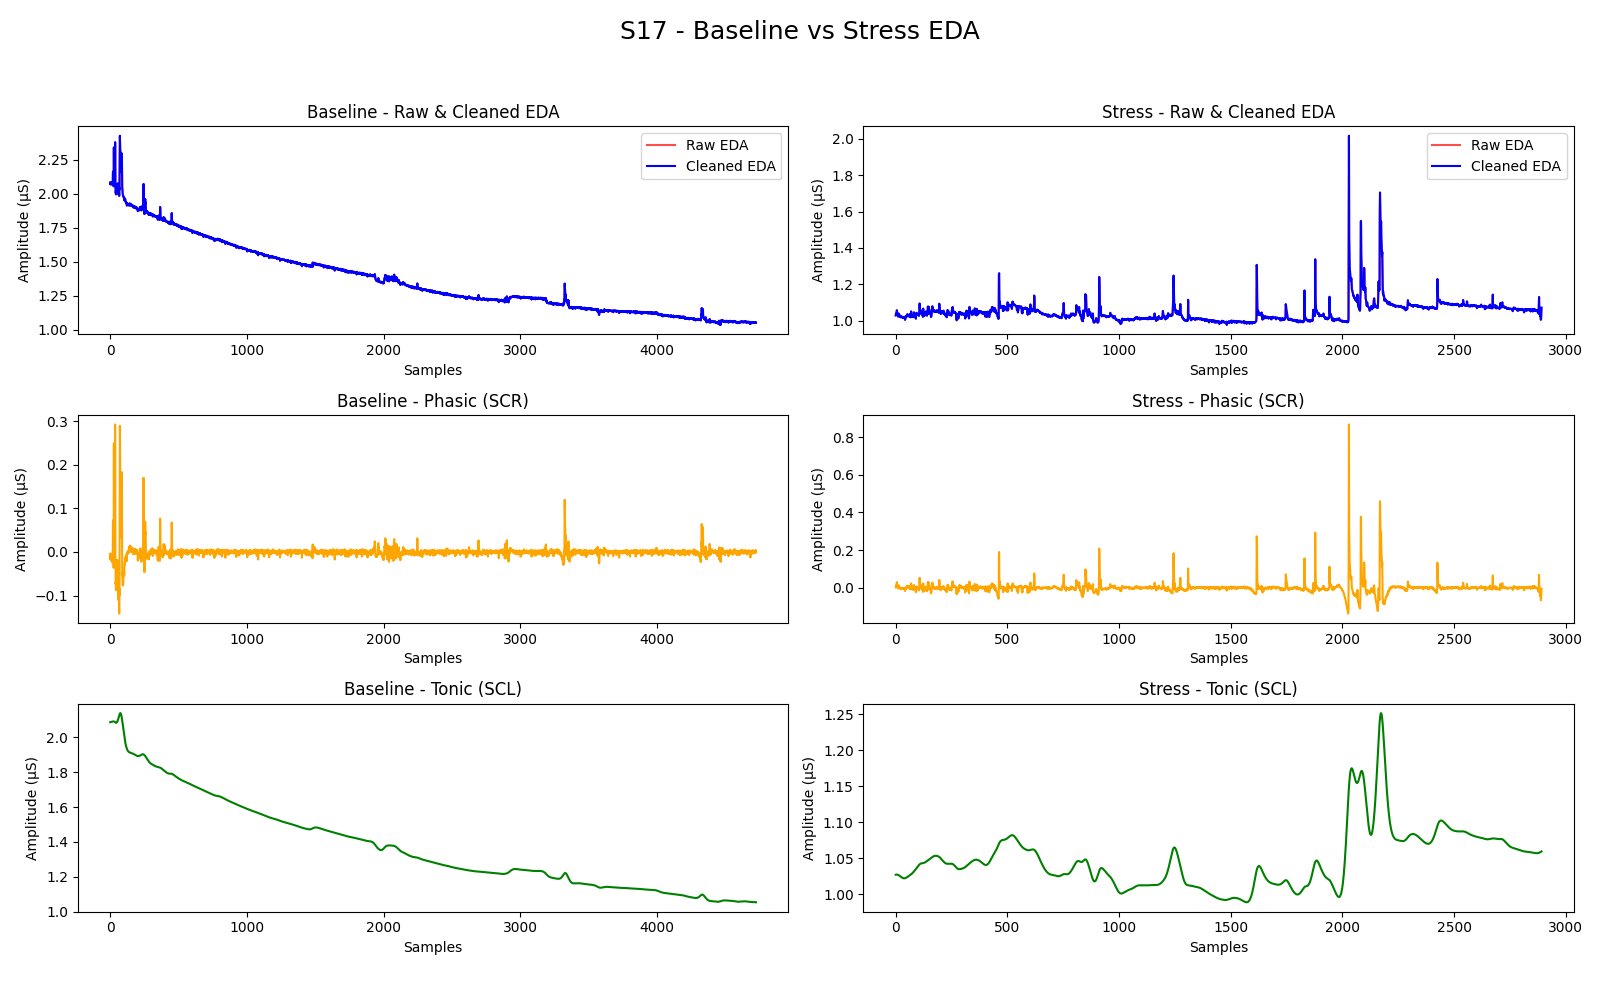 S17 - Baseline vs Stress EDA
Baseline - Raw & Cleaned EDA
Amplitude (µS)
2.25
2.00
1.75
1.50
1.25
1.00
Raw EDA
Cleaned EDA
0 1000 2000 3000 4000
Samples
Stress - Raw & Cleaned EDA
Amplitude (µS)
2.0
1.8
1.6
1.4
1.2
1.0
Raw EDA
Cleaned EDA
0 500 1000 1500 2000 2500 3000
Samples
Baseline - Phasic (SCR)
Amplitude (µS)
0.3
0.2
0.1
0.0
−0.1
0 1000 2000 3000 4000
Samples
Stress - Phasic (SCR)
Amplitude (µS)
0.8
0.6
0.4
0.2
0.0
0 500 1000 1500 2000 2500 3000
Samples
Baseline - Tonic (SCL)
Amplitude (µS)
2.0
1.8
1.6
1.4
1.2
1.0
0 1000 2000 3000 4000
Samples
Stress - Tonic (SCL)
Amplitude (µS)
1.25
1.20
1.15
1.10
1.05
1.00
0 500 1000 1500 2000 2500 3000
Samples